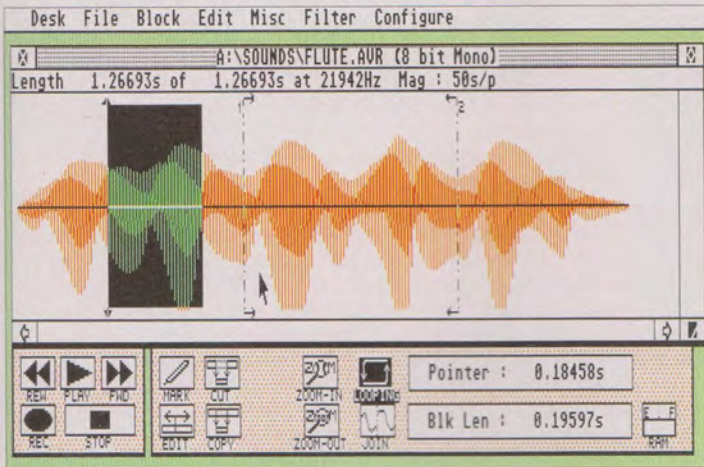 Desk File Block Edit Misc Filter Configure
A:\SOUNDS\FLUTE.AVR (8 bit Mono)
Length 1.26693s of 1.26693s at 21942Hz Mag : 50s/p
1 2
REW PLAY FWD MARK CUT ZOOM-IN LOOPING Pointer : 0.18458s
REC STOP EDIT COPY ZOOM-OUT JOIN Blk Len : 0.19597s E F RAM